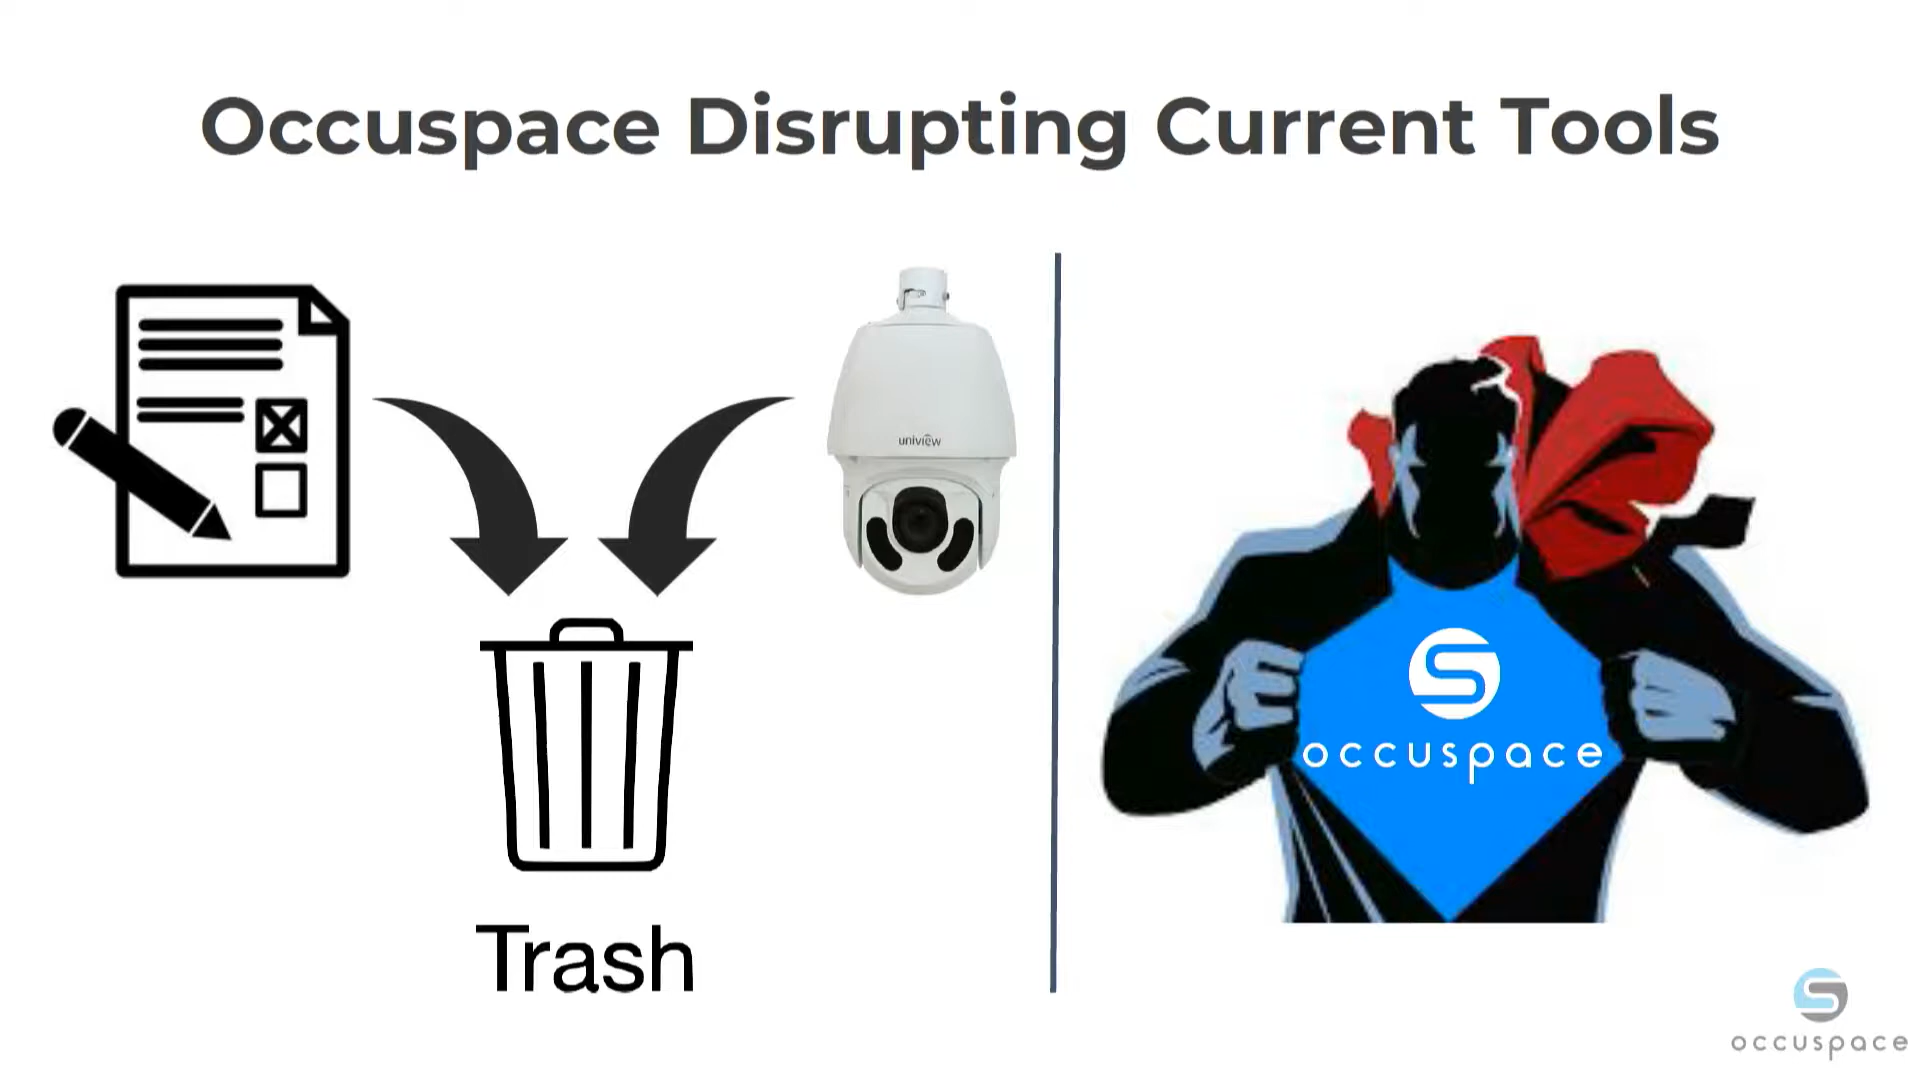 Occuspace Disrupting Current Tools
uniview
occuspace
Trash
occuspace